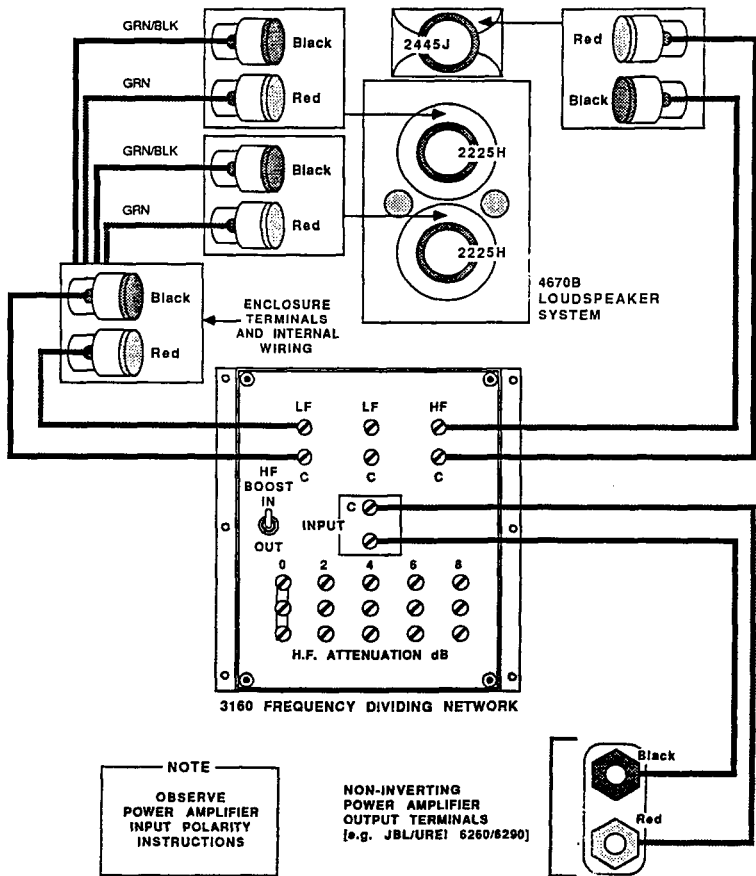 GRN/BLK
Black
2445J
Red
GRN
Red
Black
GRN/BLK
Black
2225H
GRN
Red
2225H
Black
Red
ENCLOSURE
TERMINALS
AND INTERNAL
WIRING
4670B
LOUDSPEAKER
SYSTEM
LF LF HF
C C C
HF
BOOST
IN
OUT
INPUT
C
0 2 4 6 8
H.F. ATTENUATION dB
3160 FREQUENCY DIVIDING NETWORK
NOTE
OBSERVE
POWER AMPLIFIER
INPUT POLARITY
INSTRUCTIONS
NON-INVERTING
POWER AMPLIFIER
OUTPUT TERMINALS
[e.g. JBL/UREI 6260/6290]
Black
Red